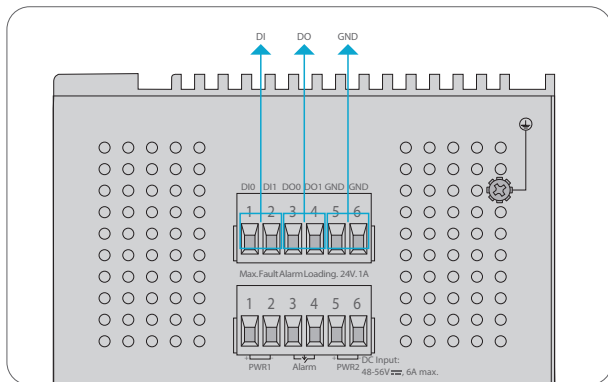 DI DO GND
DI0 DI1 DO0 DO1 GND GND
1 2 3 4 5 6
Max.Fault Alarm Loading. 24V.1A
1 2 3 4 5 6
+ - + -
PWR1 Alarm PWR2
DC Input:
48-56V⎓, 6A max.